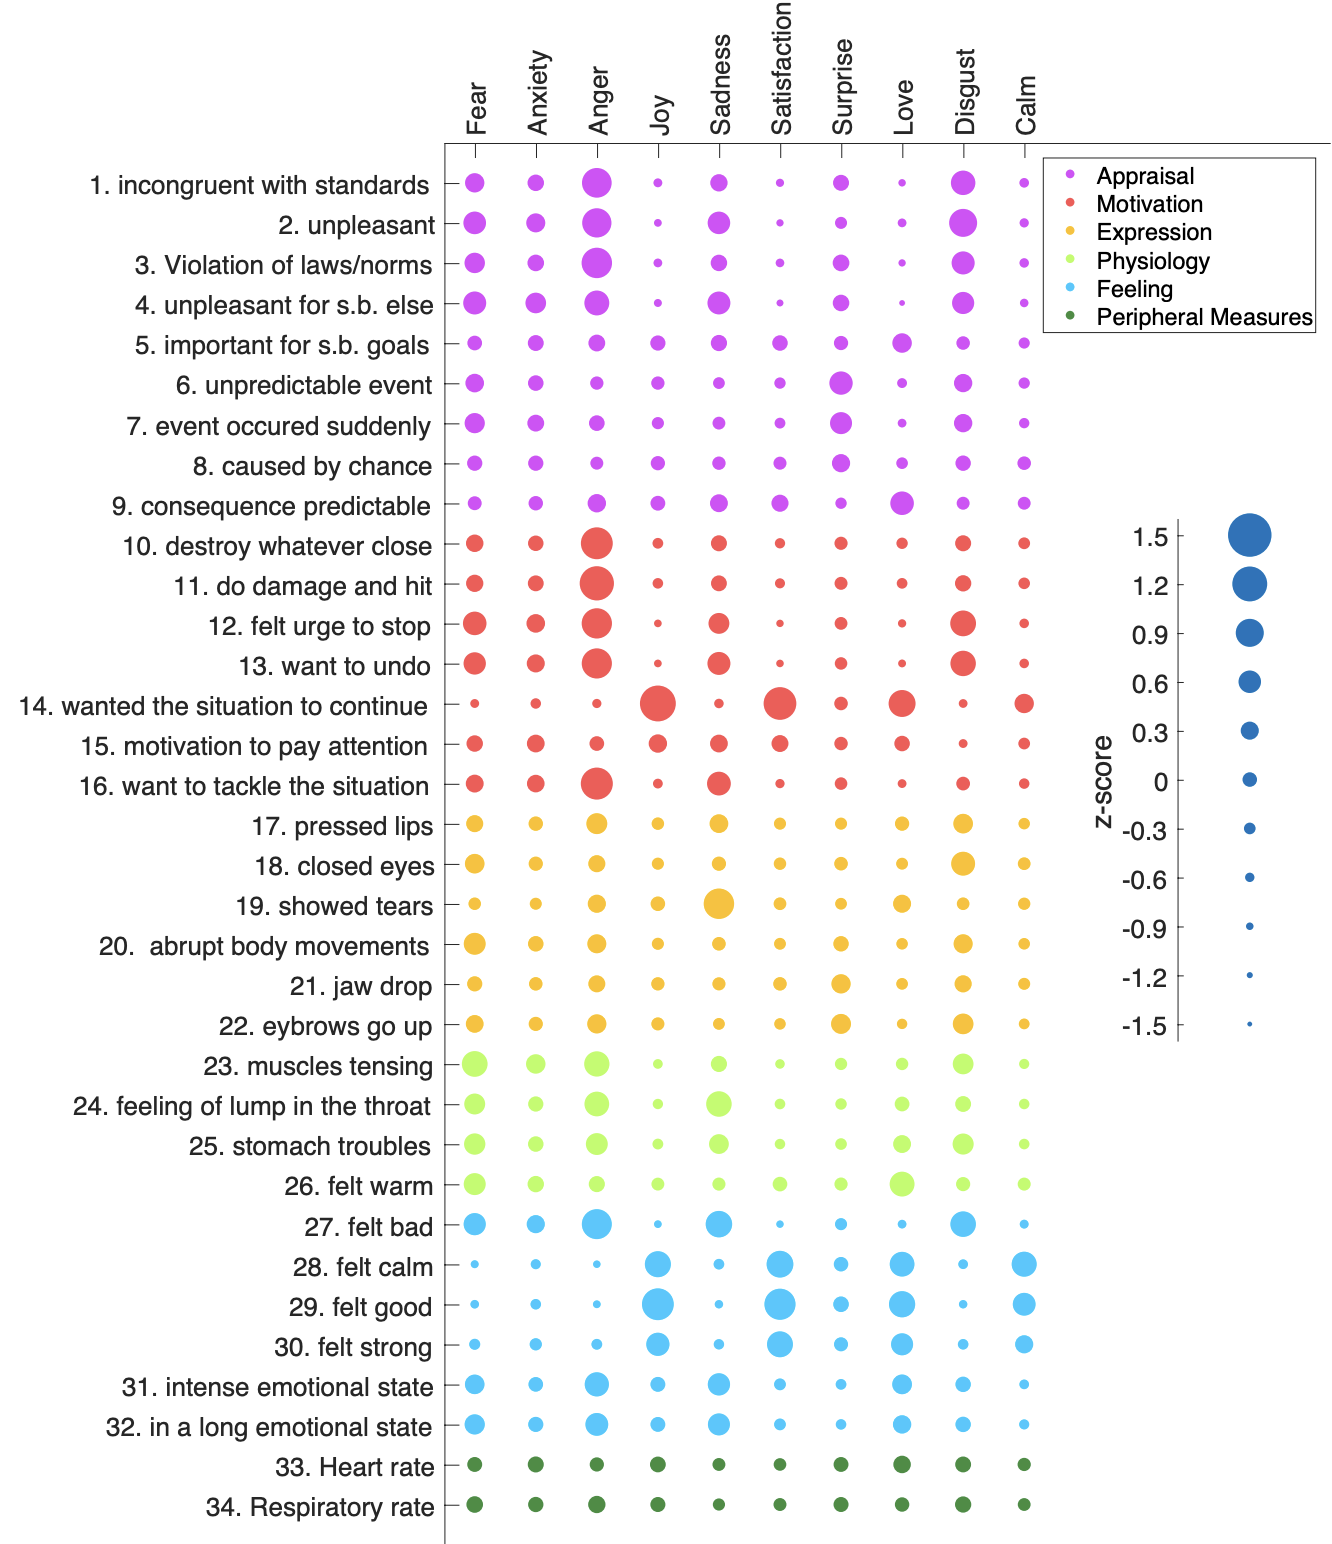 Fear
Anxiety
Anger
Joy
Sadness
Satisfaction
Surprise
Love
Disgust
Calm
1. incongruent with standards
2. unpleasant
3. Violation of laws/norms
4. unpleasant for s.b. else
5. important for s.b. goals
6. unpredictable event
7. event occured suddenly
8. caused by chance
9. consequence predictable
10. destroy whatever close
11. do damage and hit
12. felt urge to stop
13. want to undo
14. wanted the situation to continue
15. motivation to pay attention
16. want to tackle the situation
17. pressed lips
18. closed eyes
19. showed tears
20.  abrupt body movements
21. jaw drop
22. eybrows go up
23. muscles tensing
24. feeling of lump in the throat
25. stomach troubles
26. felt warm
27. felt bad
28. felt calm
29. felt good
30. felt strong
31. intense emotional state
32. in a long emotional state
33. Heart rate
34. Respiratory rate
Appraisal
Motivation
Expression
Physiology
Feeling
Peripheral Measures
z-score
1.5
1.2
0.9
0.6
0.3
0
-0.3
-0.6
-0.9
-1.2
-1.5